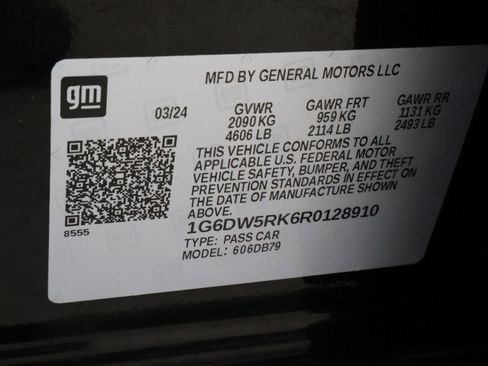 gm
MFD BY GENERAL MOTORS LLC
03/24 GVWR GAWR FRT GAWR RR
2090 KG 959 KG 1131 KG
4606 LB 2114 LB 2493 LB
THIS VEHICLE CONFORMS TO ALL
APPLICABLE U.S. FEDERAL MOTOR
VEHICLE SAFETY, BUMPER, AND THEFT
PREVENTION STANDARDS IN EFFECT ON
THE DATE OF MANUFACTURE SHOWN
ABOVE.
8555
1G6DW5RK6R0128910
TYPE: PASS CAR
MODEL: 606DB79